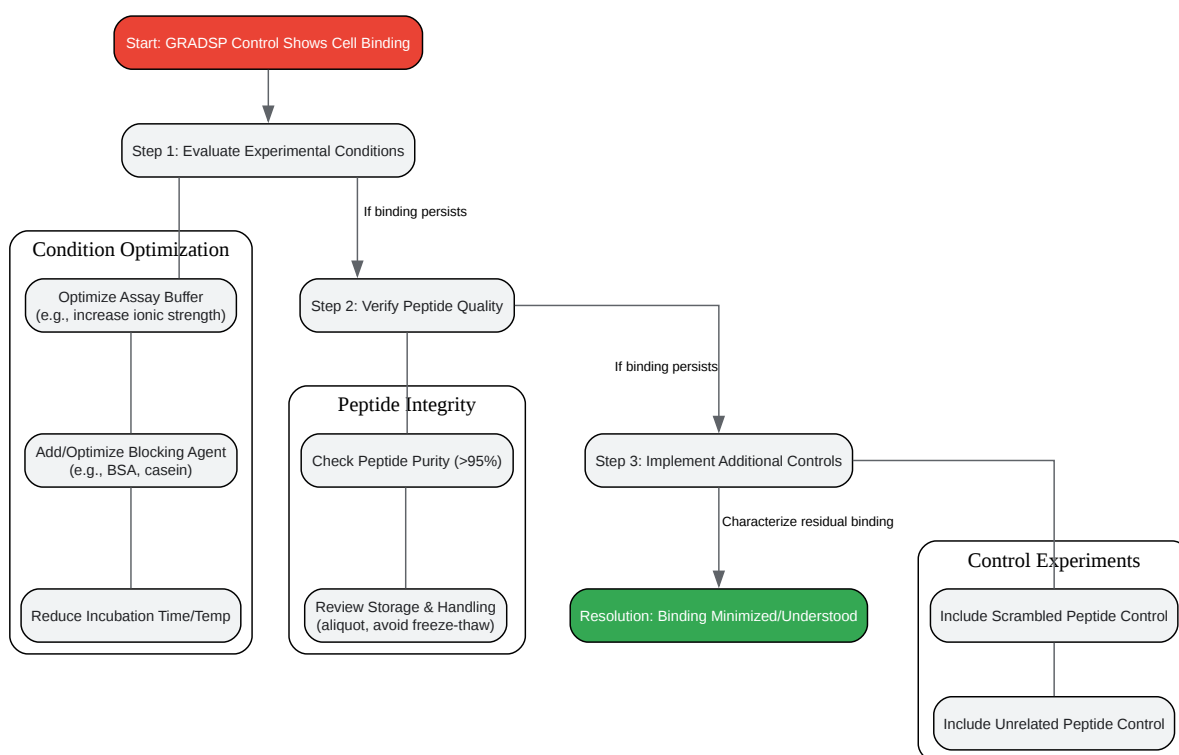 Start: GRADSP Control Shows Cell Binding
Step 1: Evaluate Experimental Conditions
If binding persists
Condition Optimization
Optimize Assay Buffer
(e.g., increase ionic strength)
Add/Optimize Blocking Agent
(e.g., BSA, casein)
Reduce Incubation Time/Temp
Step 2: Verify Peptide Quality
If binding persists
Peptide Integrity
Check Peptide Purity (>95%)
Review Storage & Handling
(aliquot, avoid freeze-thaw)
Step 3: Implement Additional Controls
Characterize residual binding
Resolution: Binding Minimized/Understood
Control Experiments
Include Scrambled Peptide Control
Include Unrelated Peptide Control